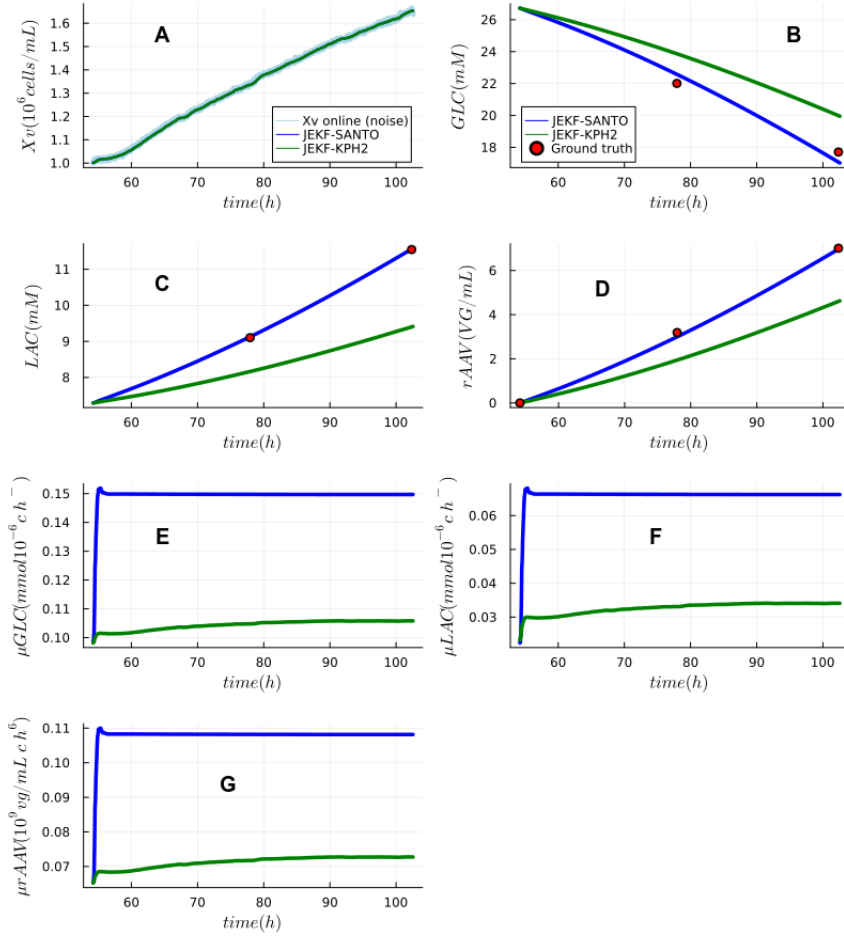 1.6
1.5
1.4
1.3
1.2
1.1
1.0
Xv(10^6 cells/mL)
A
Xv online (noise)
JEKF-SANTO
JEKF-KPH2
60 70 80 90 100
time(h)
26
24
22
20
18
GLC(mM)
B
JEKF-SANTO
JEKF-KPH2
Ground truth
60 70 80 90 100
time(h)
11
10
9
8
LAC(mM)
C
60 70 80 90 100
time(h)
6
4
2
0
rAAV(VG/mL)
D
60 70 80 90 100
time(h)
0.15
0.14
0.13
0.12
0.11
0.10
μGLC(mmol10^-6 c h^-
E
60 70 80 90 100
time(h)
0.06
0.05
0.04
0.03
μLAC(mmol10^-6 c h^-
F
60 70 80 90 100
time(h)
0.11
0.10
0.09
0.08
0.07
μrAAV(10^9 vg/mL c h^6)
G
60 70 80 90 100
time(h)